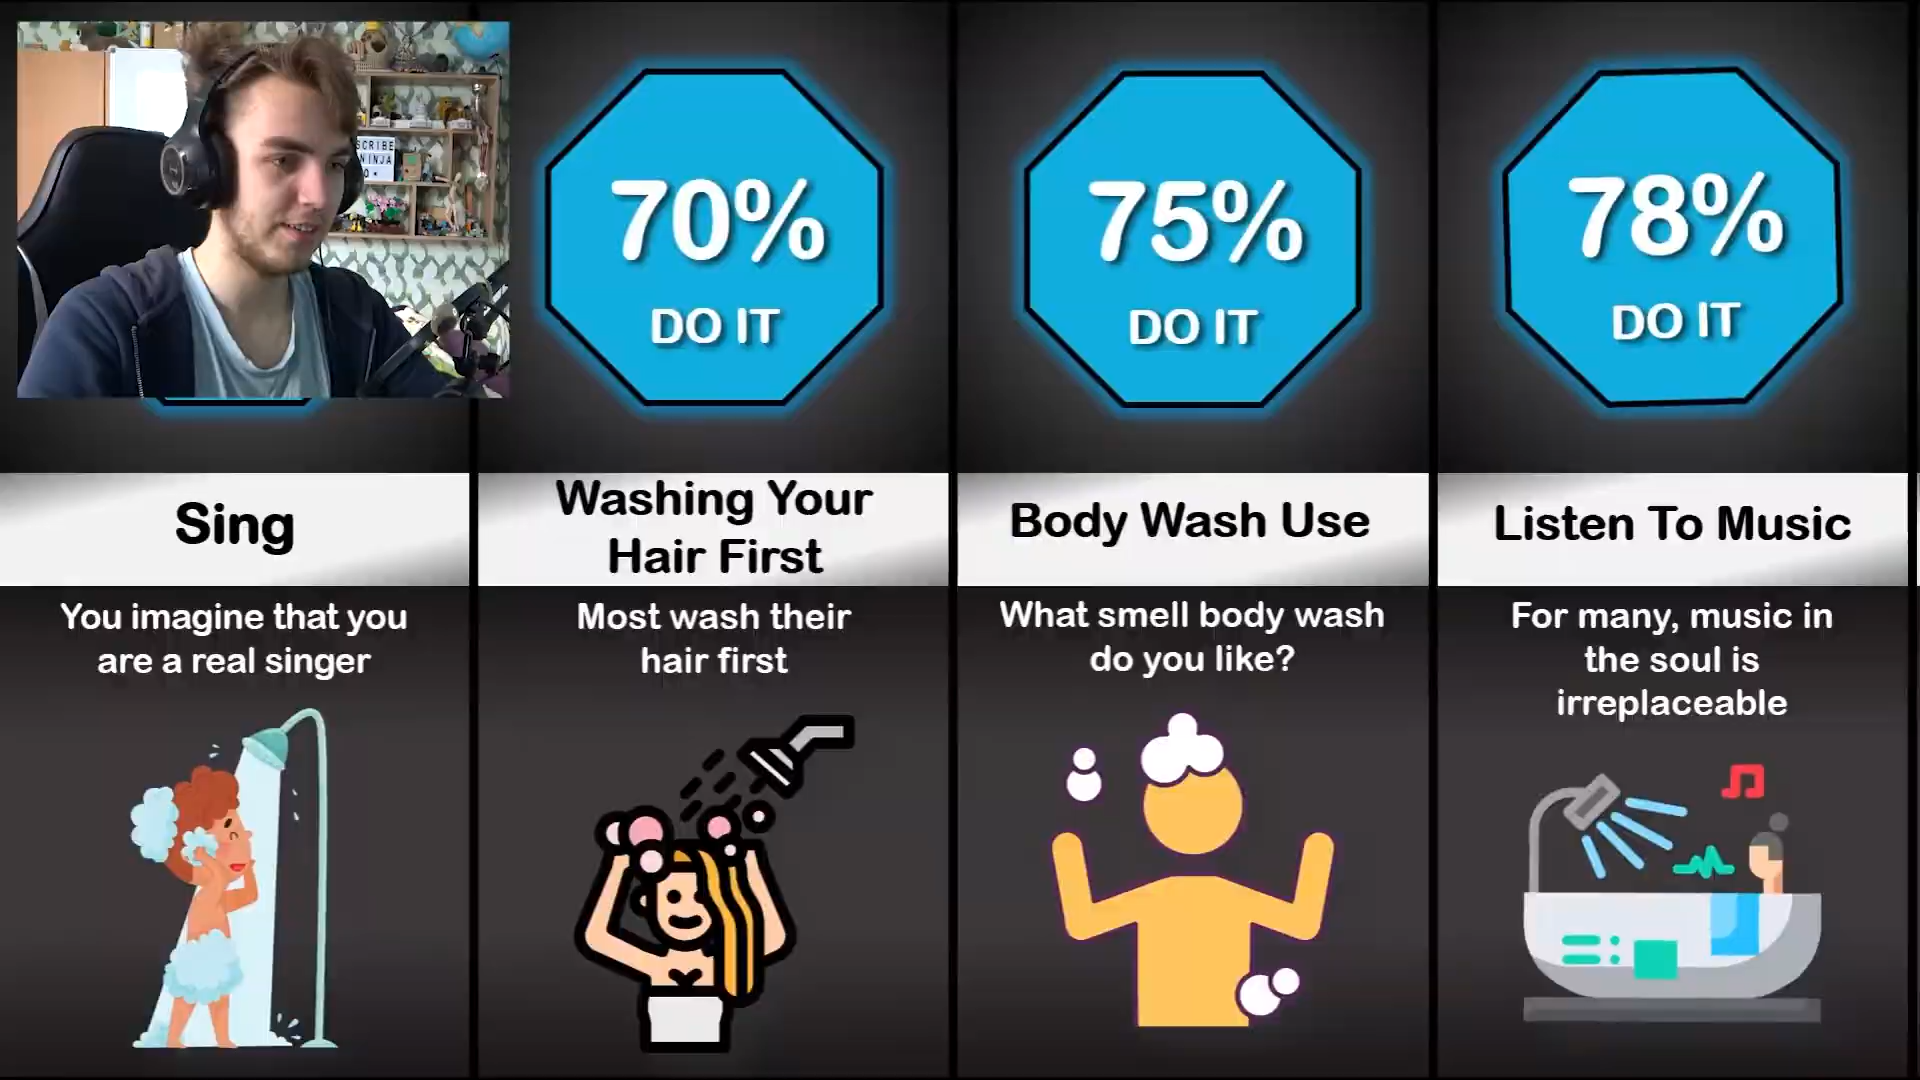 SCRIBE
NINJA
70%
DO IT
75%
DO IT
78%
DO IT
Sing
You imagine that you
are a real singer
Washing Your
Hair First
Most wash their
hair first
Body Wash Use
What smell body wash
do you like?
Listen To Music
For many, music in
the soul is
irreplaceable